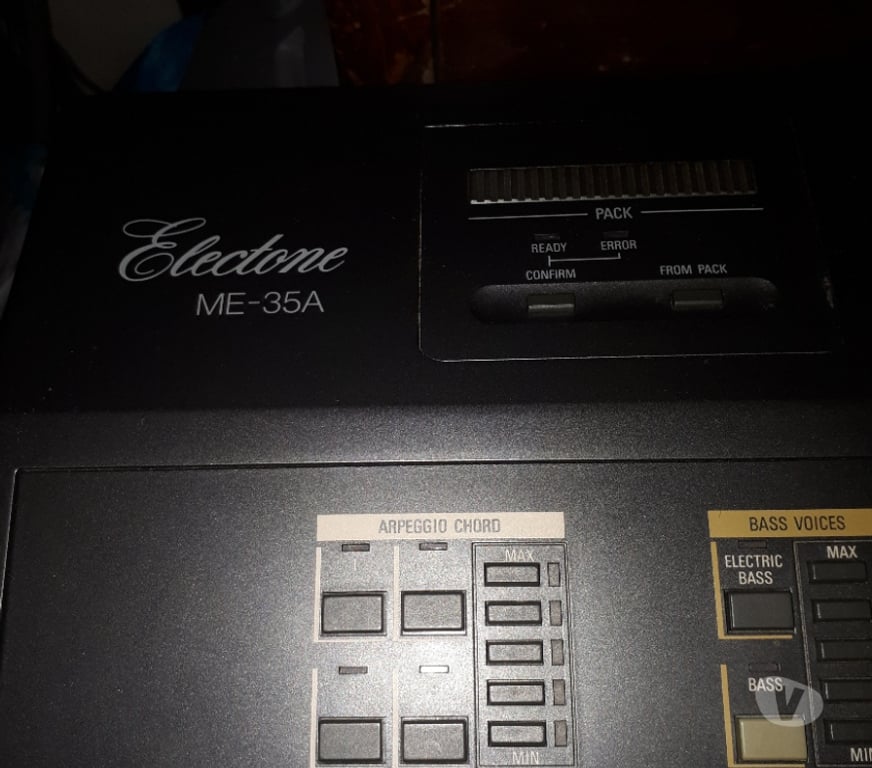 Electone
ME-35A
PACK
READY
ERROR
CONFIRM
FROM PACK
ARPEGGIO CHORD
MAX
MIN
BASS VOICES
ELECTRIC
BASS
MAX
BASS
V